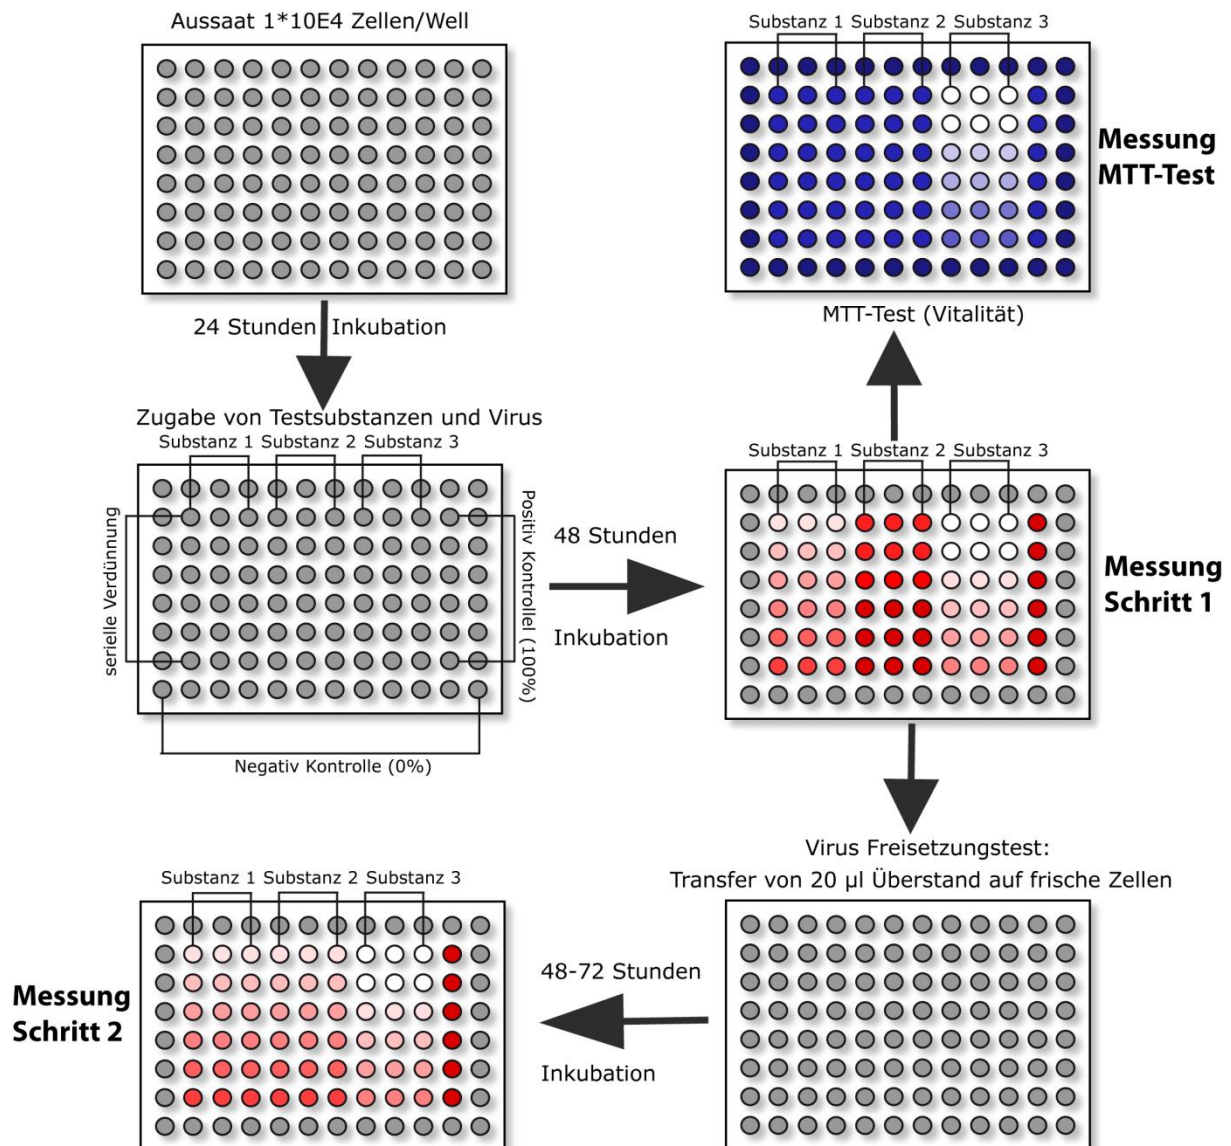 Aussaat 1*10E4 Zellen/Well
24 Stunden Inkubation
Zugabe von Testsubstanzen und Virus
Substanz 1 Substanz 2 Substanz 3
serielle Verdünnung
Positiv Kontrollel (100%)
Negativ Kontrolle (0%)
48 Stunden
Inkubation
Substanz 1 Substanz 2 Substanz 3
Messung
Schritt 1
Substanz 1 Substanz 2 Substanz 3
Messung
MTT-Test
MTT-Test (Vitalität)
Virus Freisetzungstest:
Transfer von 20 µl Überstand auf frische Zellen
48-72 Stunden
Inkubation
Substanz 1 Substanz 2 Substanz 3
Messung
Schritt 2